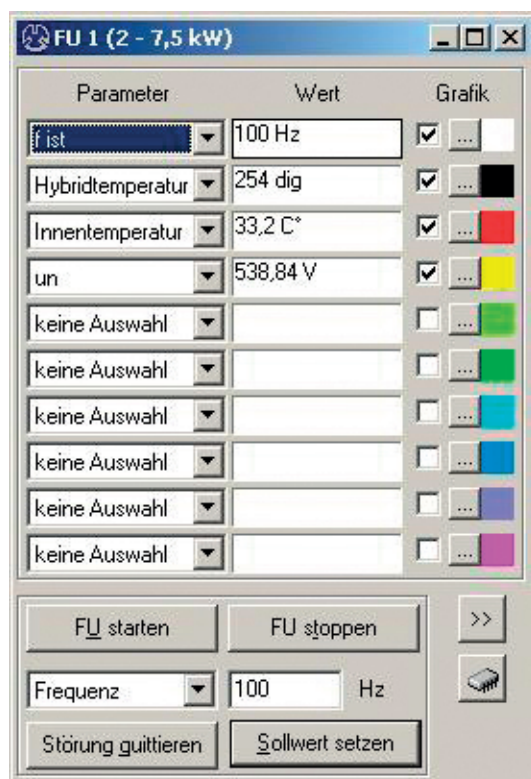 FU 1 (2 - 7,5 kW)
Parameter Wert Grafik
f ist 100 Hz ...
Hybridtemperatur 254 dig ...
Innentemperatur 33,2 C° ...
un 538,84 V ...
keine Auswahl ...
keine Auswahl ...
keine Auswahl ...
keine Auswahl ...
keine Auswahl ...
keine Auswahl ...
FU starten FU stoppen >>
Frequenz 100 Hz
Störung guittieren Sollwert setzen